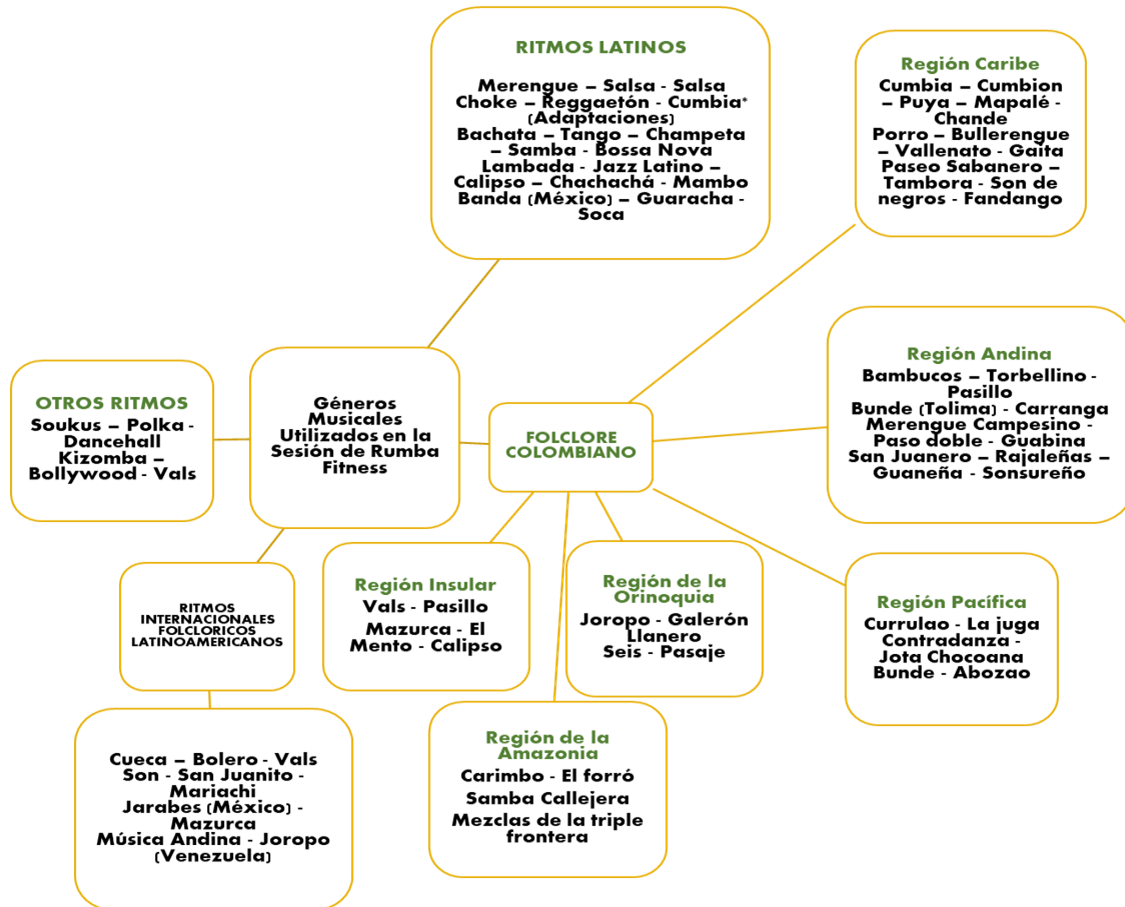 RITMOS LATINOS
Merengue – Salsa - Salsa
Choke – Reggaetón - Cumbia*
(Adaptaciones)
Bachata – Tango – Champeta
– Samba - Bossa Nova
Lambada - Jazz Latino –
Calipso – Chachachá - Mambo
Banda (México) – Guaracha -
Soca
Región Caribe
Cumbia – Cumbion
– Puya – Mapalé -
Chande
Porro – Bullerengue
– Vallenato - Gaita
Paseo Sabanero –
Tambora - Son de
negros - Fandango
OTROS RITMOS
Soukus – Polka -
Dancehall
Kizomba –
Bollywood - Vals
Géneros
Musicales
Utilizados en la
Sesión de Rumba
Fitness
FOLCLORE
COLOMBIANO
Región Andina
Bambucos – Torbellino -
Pasillo
Bunde (Tolima) - Carranga
Merengue Campesino -
Paso doble - Guabina
San Juanero – Rajaleñas –
Guaneña - Sonsureño
RITMOS
INTERNACIONALES
FOLCLORICOS
LATINOAMERICANOS
Región Insular
Vals - Pasillo
Mazurca - El
Mento - Calipso
Región de la
Orinoquia
Joropo - Galerón
Llanero
Seis - Pasaje
Región Pacífica
Currulao - La juga
Contradanza -
Jota Chocoana
Bunde - Abozao
Cueca – Bolero - Vals
Son - San Juanito -
Mariachi
Jarabes (México) -
Mazurca
Música Andina - Joropo
(Venezuela)
Región de la
Amazonia
Carimbo - El forró
Samba Callejera
Mezclas de la triple
frontera